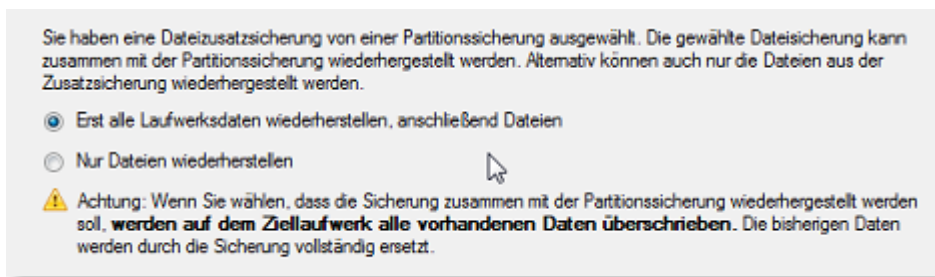 Sie haben eine Dateizusatzsicherung von einer Partitionssicherung ausgewählt. Die gewählte Dateisicherung kann
zusammen mit der Partitionssicherung wiederhergestellt werden. Alternativ können auch nur die Dateien aus der
Zusatzsicherung wiederhergestellt werden.
Erst alle Laufwerksdaten wiederherstellen, anschließend Dateien
Nur Dateien wiederherstellen
Achtung: Wenn Sie wählen, dass die Sicherung zusammen mit der Partitionssicherung wiederhergestellt werden
soll, werden auf dem Ziellaufwerk alle vorhandenen Daten überschrieben. Die bisherigen Daten
werden durch die Sicherung vollständig ersetzt.